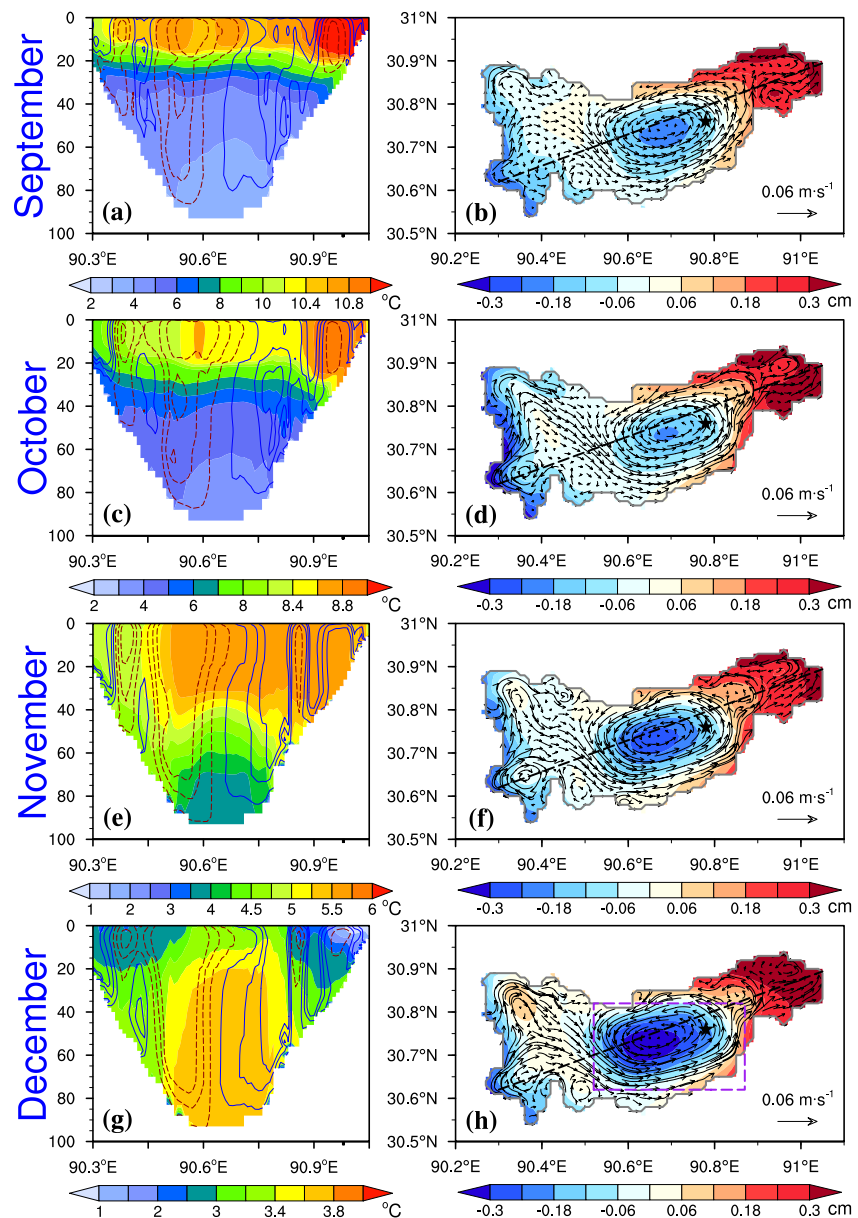 September
0
20
40
60
80
100
(a)
90.3°E 90.6°E 90.9°E
2 4 6 8 10 10.4 10.8 °C
31°N
30.9°N
30.8°N
30.7°N
30.6°N
30.5°N
(b)
0.06 m·s⁻¹
90.2°E 90.4°E 90.6°E 90.8°E 91°E
-0.3 -0.18 -0.06 0.06 0.18 0.3 cm
October
0
20
40
60
80
100
(c)
90.3°E 90.6°E 90.9°E
2 4 6 8 8.4 8.8 °C
31°N
30.9°N
30.8°N
30.7°N
30.6°N
30.5°N
(d)
0.06 m·s⁻¹
90.2°E 90.4°E 90.6°E 90.8°E 91°E
-0.3 -0.18 -0.06 0.06 0.18 0.3 cm
November
0
20
40
60
80
100
(e)
90.3°E 90.6°E 90.9°E
1 2 3 4 4.5 5 5.5 6 °C
31°N
30.9°N
30.8°N
30.7°N
30.6°N
30.5°N
(f)
0.06 m·s⁻¹
90.2°E 90.4°E 90.6°E 90.8°E 91°E
-0.3 -0.18 -0.06 0.06 0.18 0.3 cm
December
0
20
40
60
80
100
(g)
90.3°E 90.6°E 90.9°E
1 2 3 3.4 3.8 °C
31°N
30.9°N
30.8°N
30.7°N
30.6°N
30.5°N
(h)
0.06 m·s⁻¹
90.2°E 90.4°E 90.6°E 90.8°E 91°E
-0.3 -0.18 -0.06 0.06 0.18 0.3 cm